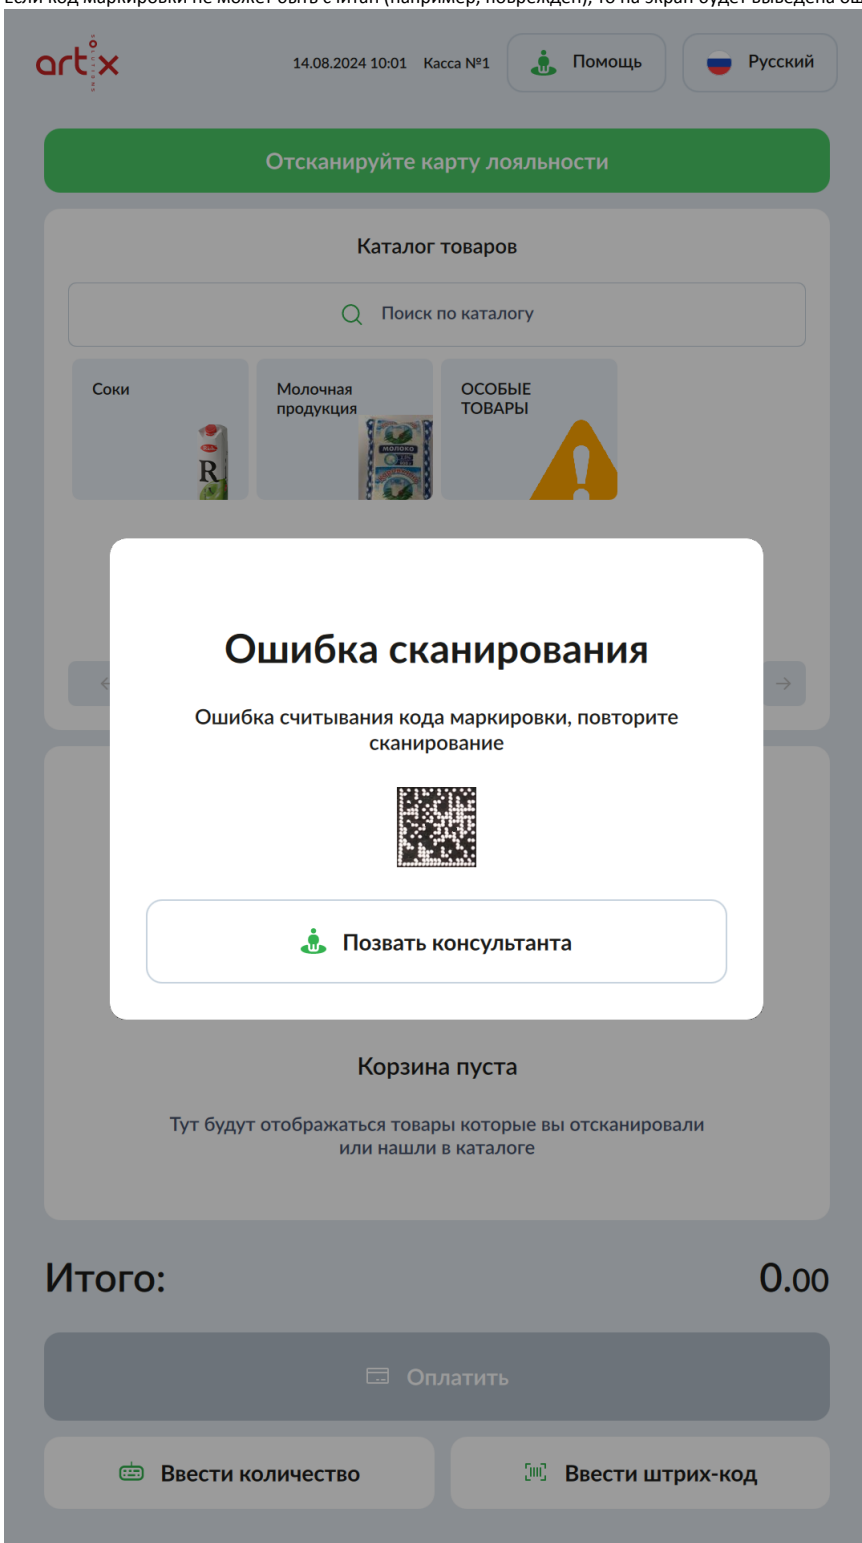 Если код маркировки не может быть считан (например, поврежден), то на экран будет выведена
artix
14.08.2024 10:01 Касса №1 Помощь Русский
Отсканируйте карту лояльности
Каталог товаров
Поиск по каталогу
Соки
Молочная
продукция
ОСОБЫЕ
ТОВАРЫ
МОЛОКО
R
Ошибка сканирования
Ошибка считывания кода маркировки, повторите
сканирование
Позвать консультанта
Корзина пуста
Тут будут отображаться товары которые вы отсканировали
или нашли в каталоге
Итого: 0.00
Оплатить
Ввести количество Ввести штрих-код